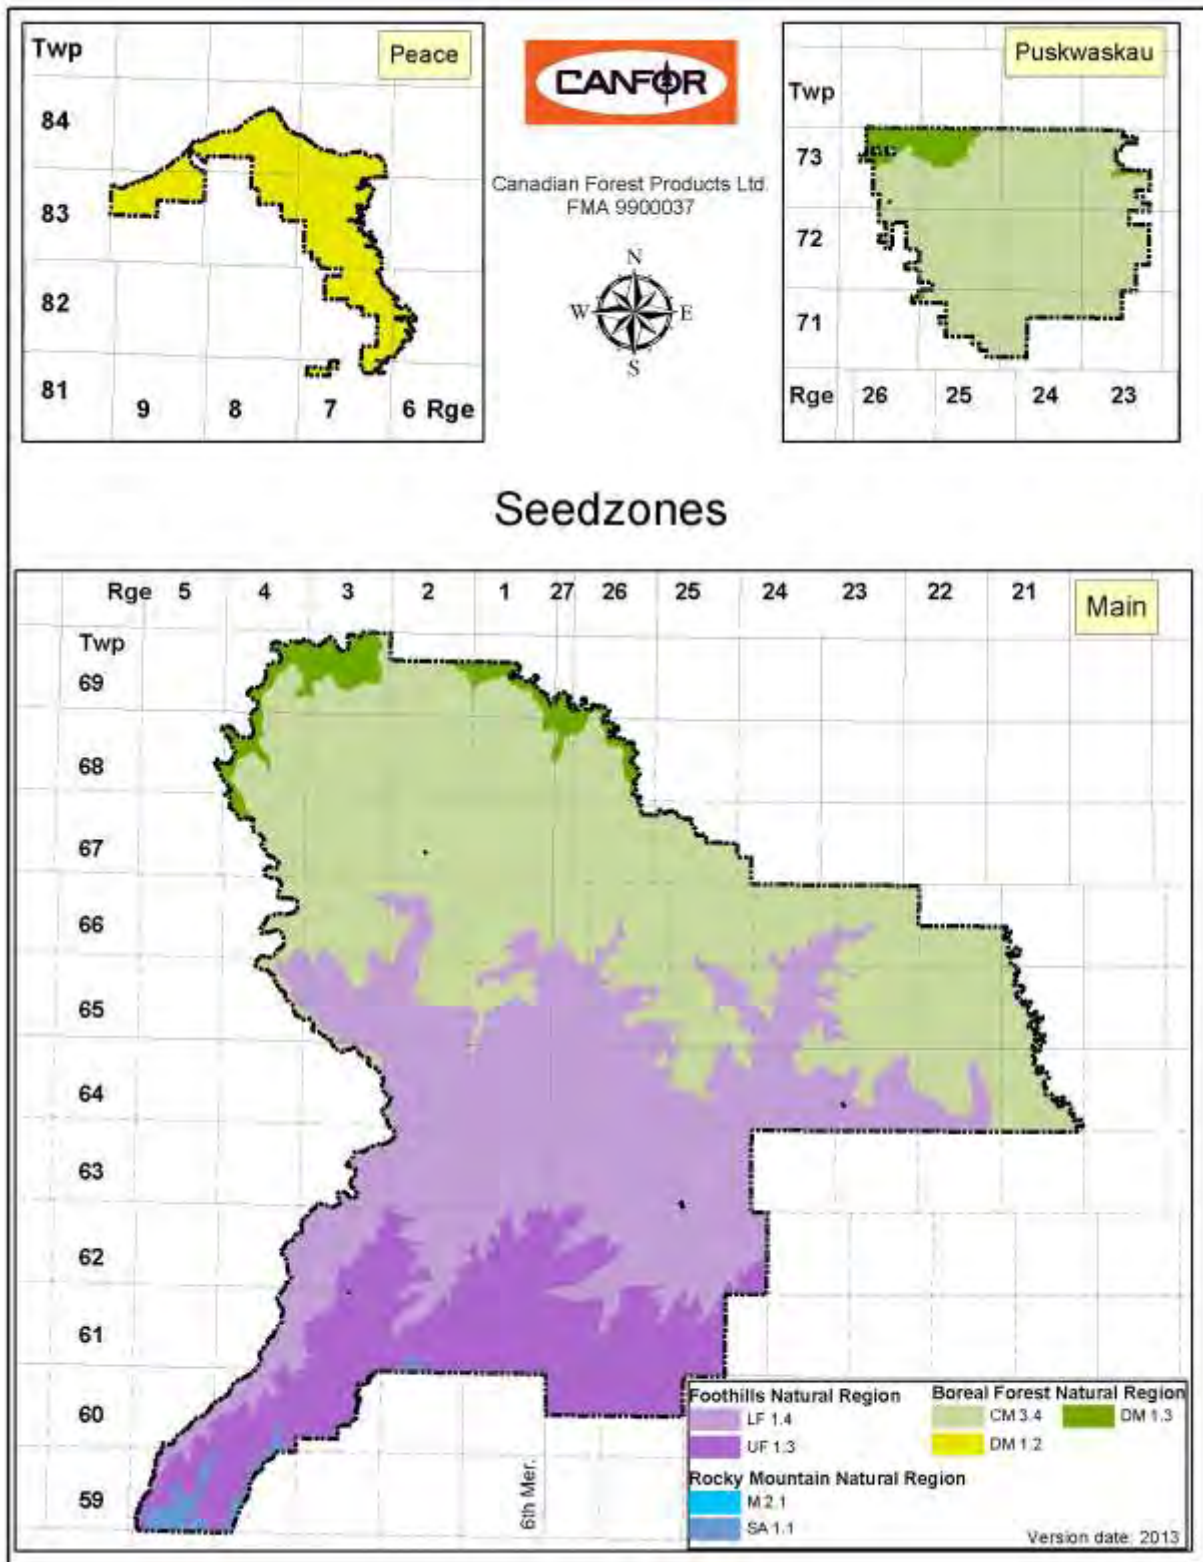 Twp
Peace
84
83
82
81
9 8 7 6 Rge
CANFOR
Canadian Forest Products Ltd.
FMA 9900037
N
W E
S
Puskwaskau
Twp
73
72
71
Rge 26 25 24 23
Seedzones
Rge 5 4 3 2 1 27 26 25 24 23 22 21
Main
Twp
69
68
67
66
65
64
63
62
61
60
59
6th Mer.
Foothills Natural Region
LF 1.4
UF 1.3
Rocky Mountain Natural Region
M 2.1
SA 1.1
Boreal Forest Natural Region
CM 3.4 DM 1.3
DM 1.2
Version date: 2013